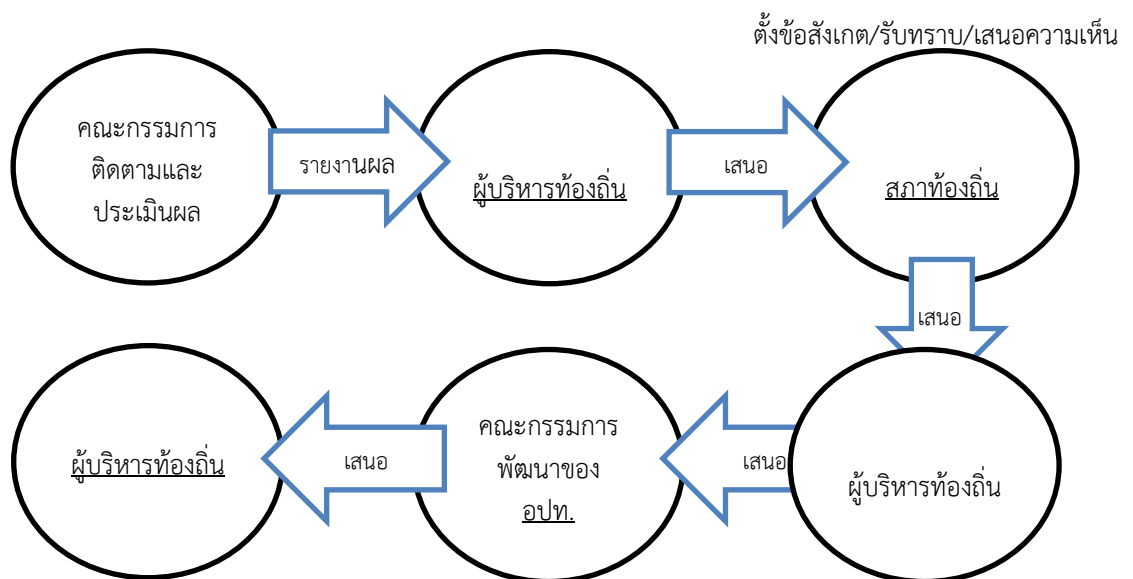 ตั้งข้อสังเกต/รับทราบ/เสนอความเห็น
คณะกรรมการ
ติดตามและ
ประเมินผล
รายงานผล
ผู้บริหารท้องถิ่น
เสนอ
สภาท้องถิ่น
เสนอ
ผู้บริหารท้องถิ่น
เสนอ
คณะกรรมการ
พัฒนาของ
อปท.
เสนอ
ผู้บริหารท้องถิ่น